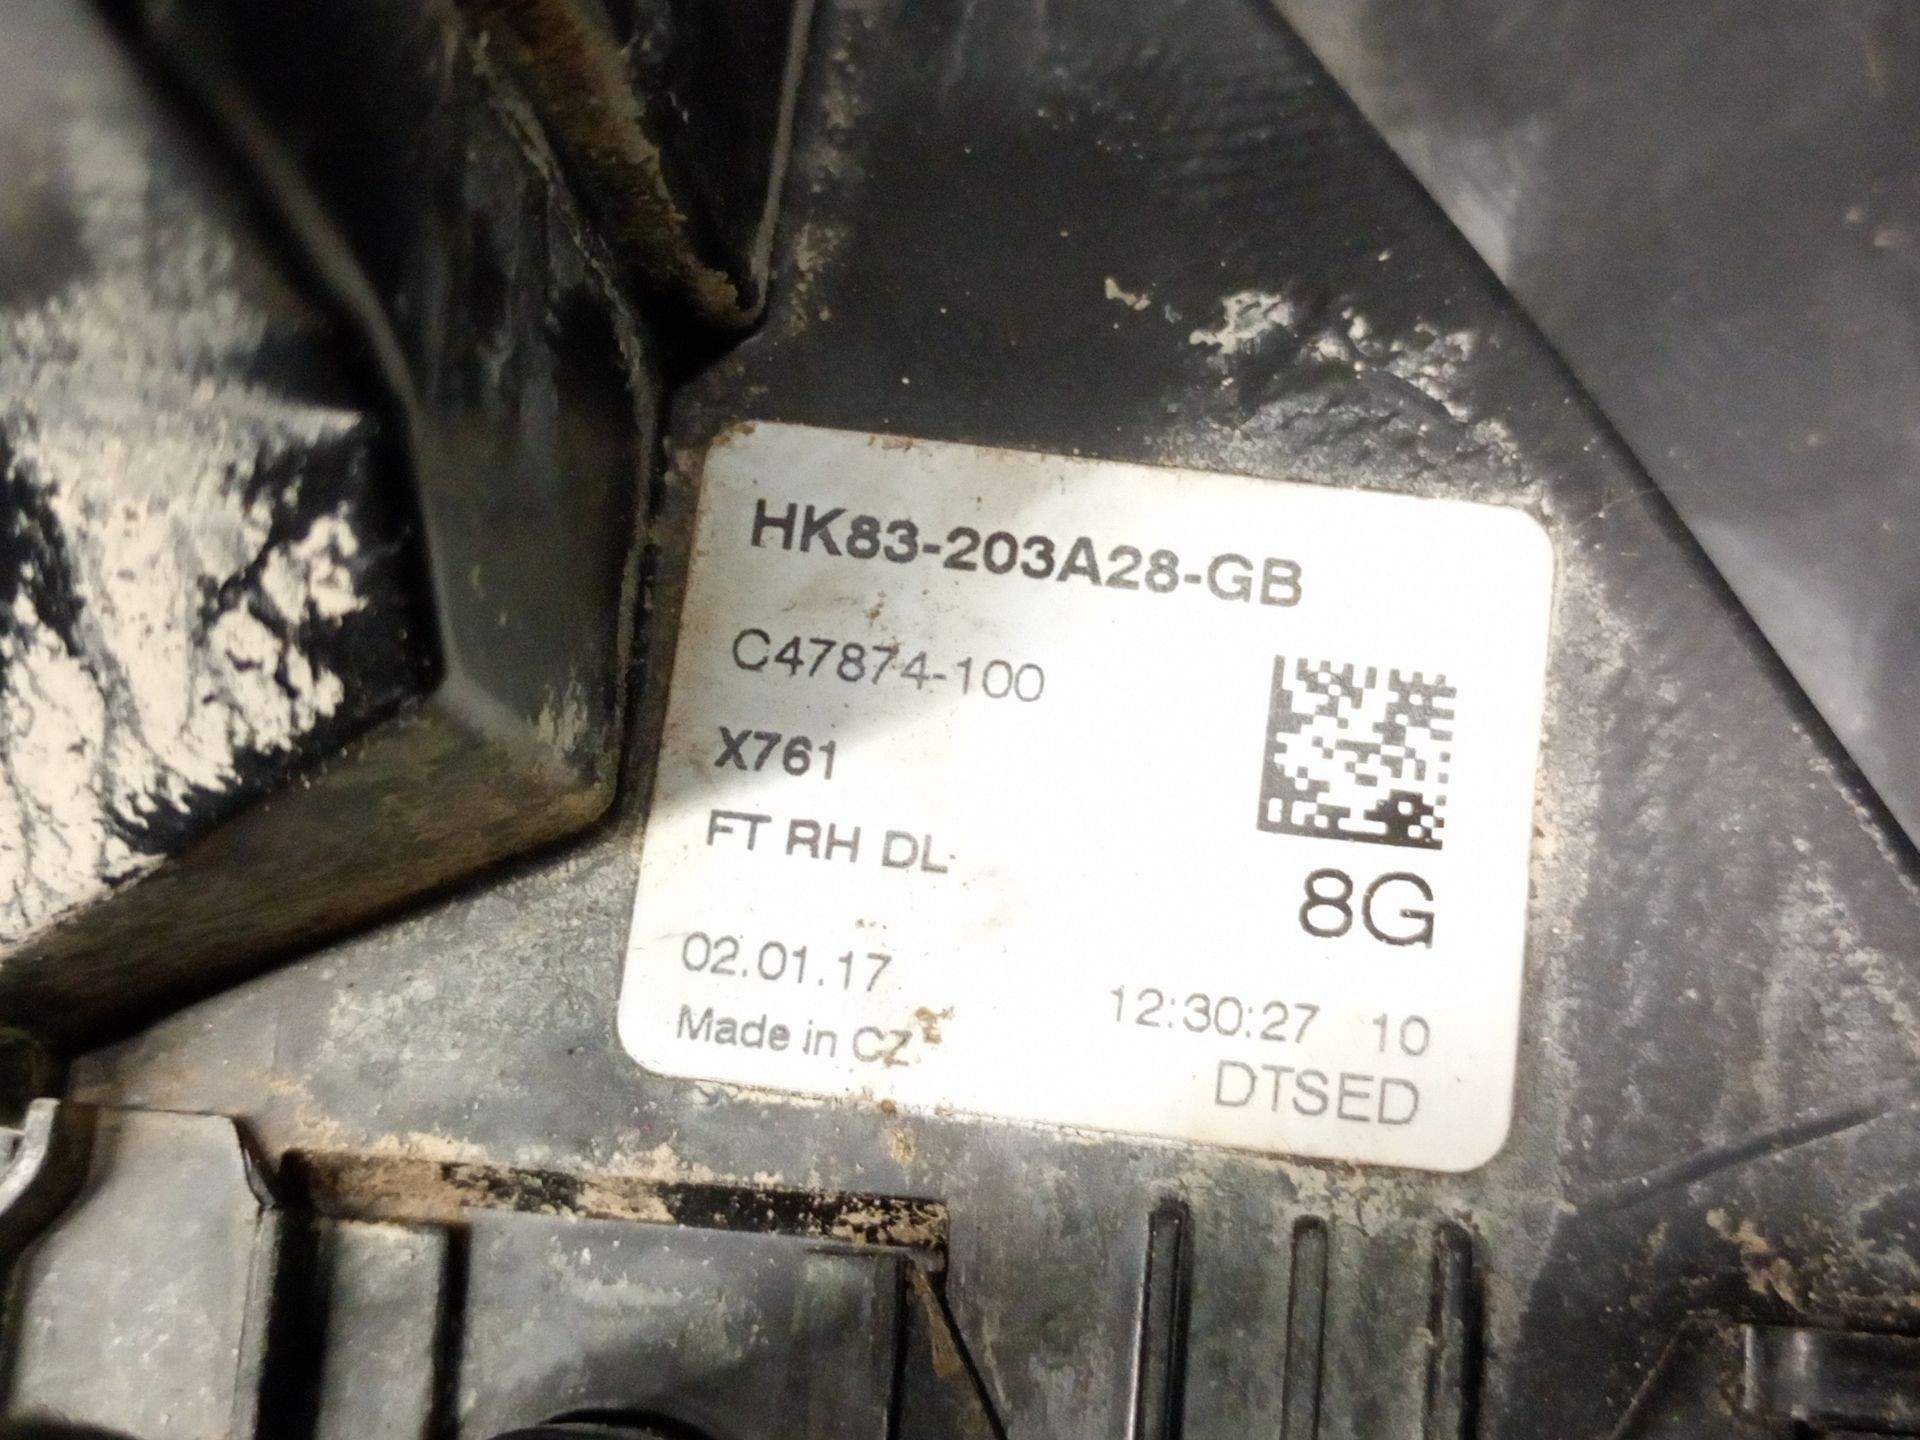 HK83-203A28-GB
C47874-100
X761
FT RH DL
8G
02.01.17
12:30:27 10
Made in CZ
DTSED